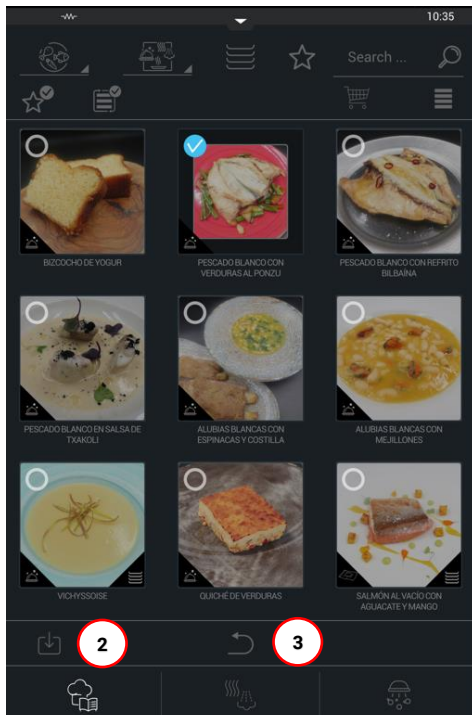 10:35
Search ...
BIZCOCHO DE YOGUR
PESCADO BLANCO CON
VERDURAS AL PONZU
PESCADO BLANCO CON REFRITO
BILBAÍNA
PESCADO BLANCO EN SALSA DE
TXAKOLI
ALUBIAS BLANCAS CON
ESPINACAS Y COSTILLA
ALUBIAS BLANCAS CON
MEJILLONES
VICHYSSOISE
QUICHÉ DE VERDURAS
SALMÓN AL VACÍO CON
AGUACATE Y MANGO
2
3